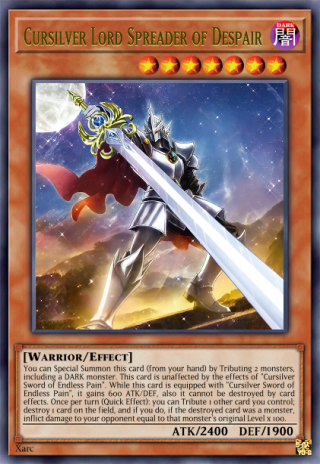 Cursilver Lord Spreader of Despair
DARK
闇
[Warrior/Effect]
You can Special Summon this card (from your hand) by Tributing 2 monsters,
including a DARK monster. This card is unaffected by the effects of "Cursilver
Sword of Endless Pain". While this card is equipped with "Cursilver Sword of
Endless Pain", it gains 600 ATK/DEF, also it cannot be destroyed by card
effects. Once per turn (Quick Effect): you can Tribute 1 other card you control;
destroy 1 card on the field, and if you do, if the destroyed card was a monster,
inflict damage to your opponent equal to that monster's original Level x 100.
ATK/2400 DEF/1900
Xarc